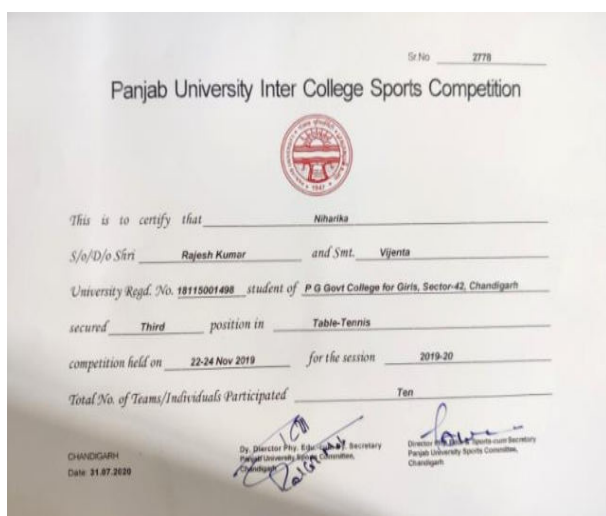 Sr.No 2778
Panjab University Inter College Sports Competition
This is to certify that Niharika
S/o/D/o Shri Rajesh Kumar and Smt. Vijenta
University Regd. No. 18115001498 student of P G Govt College for Girls, Sector-42, Chandigarh
secured Third position in Table-Tennis
competition held on 22-24 Nov 2019 for the session 2019-20
Total No. of Teams/Individuals Participated Ten
Dy. Dierctor Phy. Edu. Secretary
Panjab University Sports Committee,
Chandigarh
Director Sports-cum-Secretary
Panjab University Sports Committee,
Chandigarh
CHANDIGARH
Date: 31.07.2020